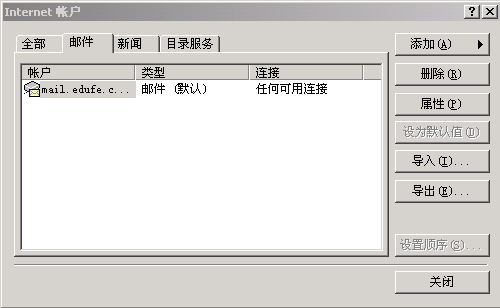 Internet 帐户
全部 邮件 新闻 目录服务
帐户 类型 连接
mail.edufe.c... 邮件 (默认) 任何可用连接
添加(A)
删除(R)
属性(P)
设为默认值(D)
导入(I)...
导出(E)...
设置顺序(S)...
关闭